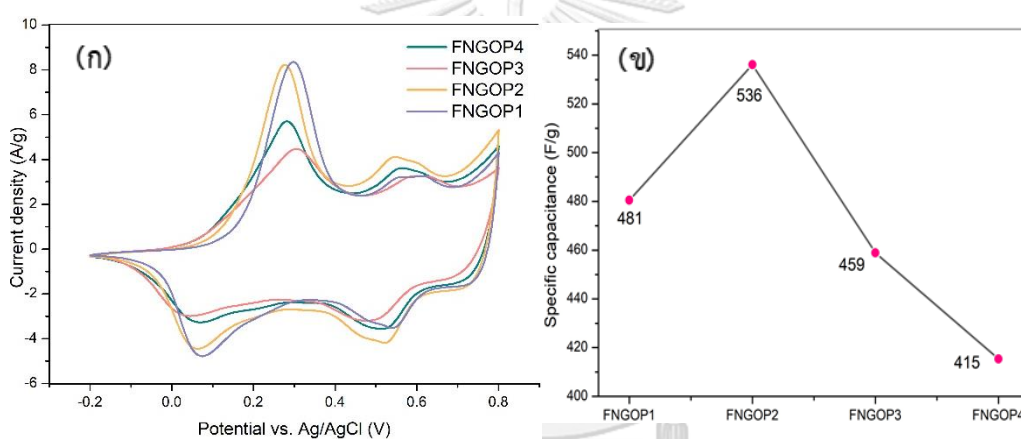 (ก)
FNGOP4
FNGOP3
FNGOP2
FNGOP1
Current density (A/g)
10
8
6
4
2
0
-2
-4
-6
-0.2 0.0 0.2 0.4 0.6 0.8
Potential vs. Ag/AgCl (V)
(ข)
Specific capacitance (F/g)
540
520
500
480
460
440
420
400
481
536
459
415
FNGOP1 FNGOP2 FNGOP3 FNGOP4